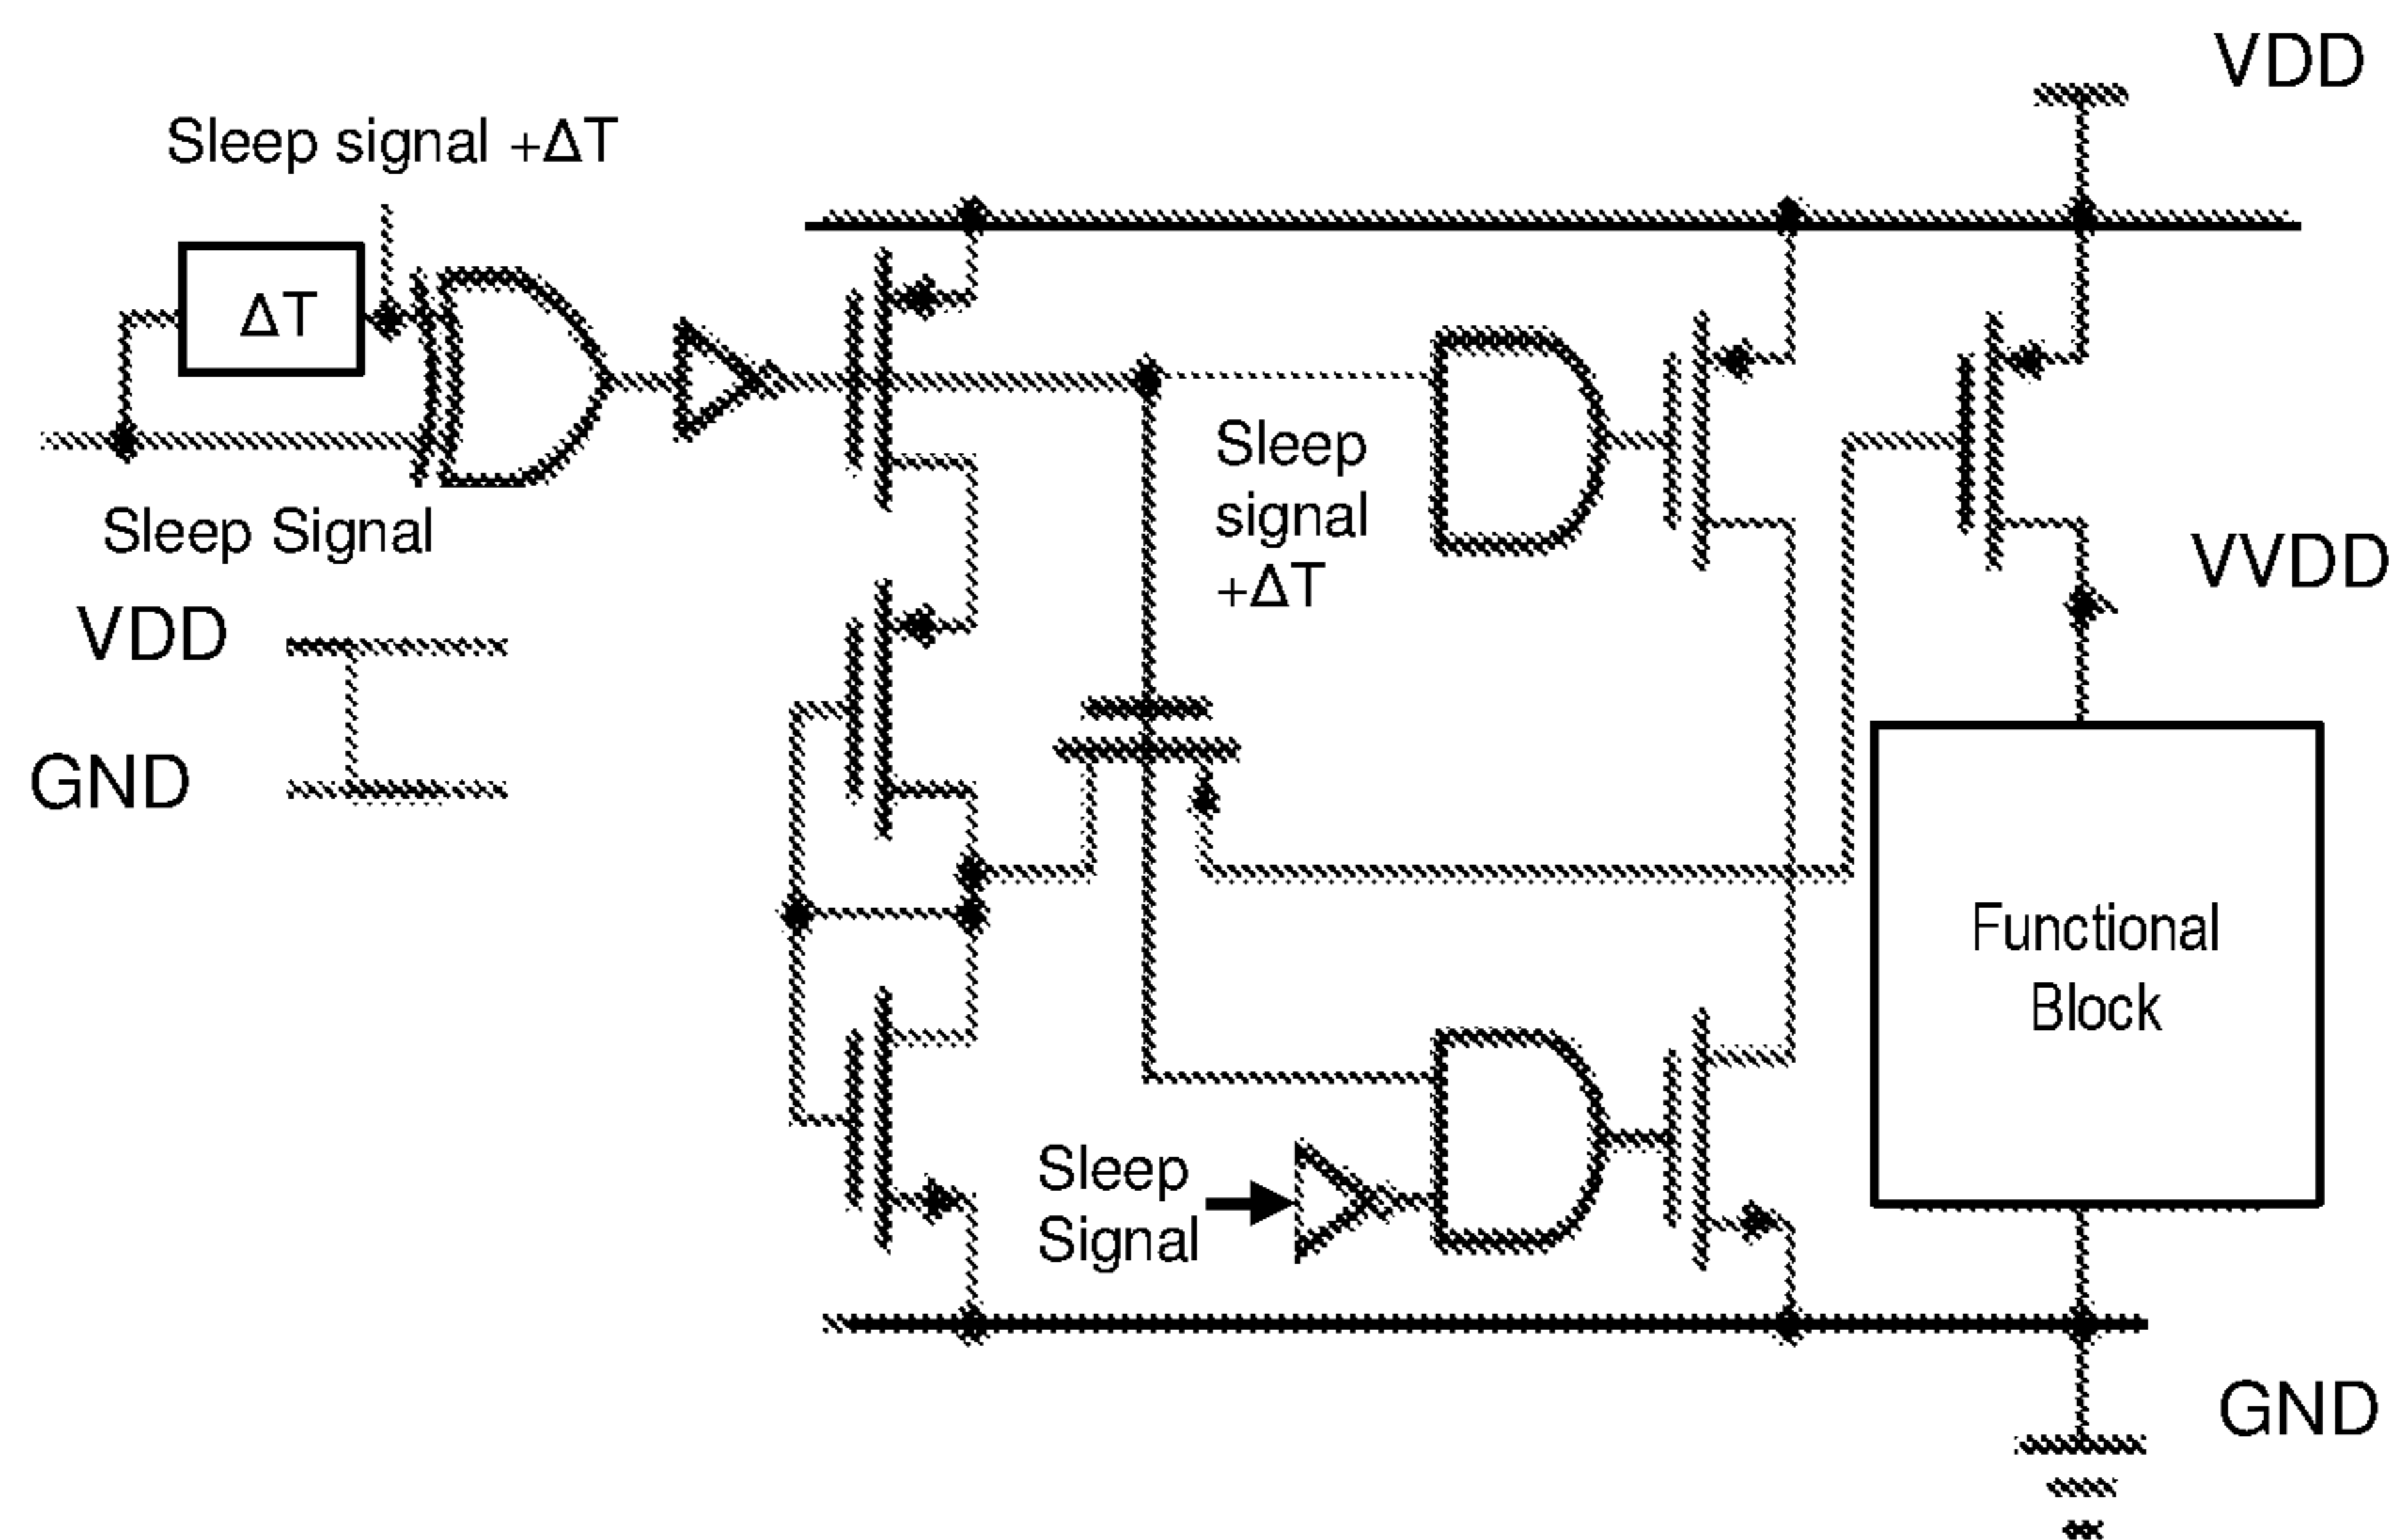 VDD
Sleep signal +ΔT
ΔT
Sleep
signal
+ΔT
Sleep Signal
VVDD
VDD
GND
Functional
Block
Sleep
Signal
GND